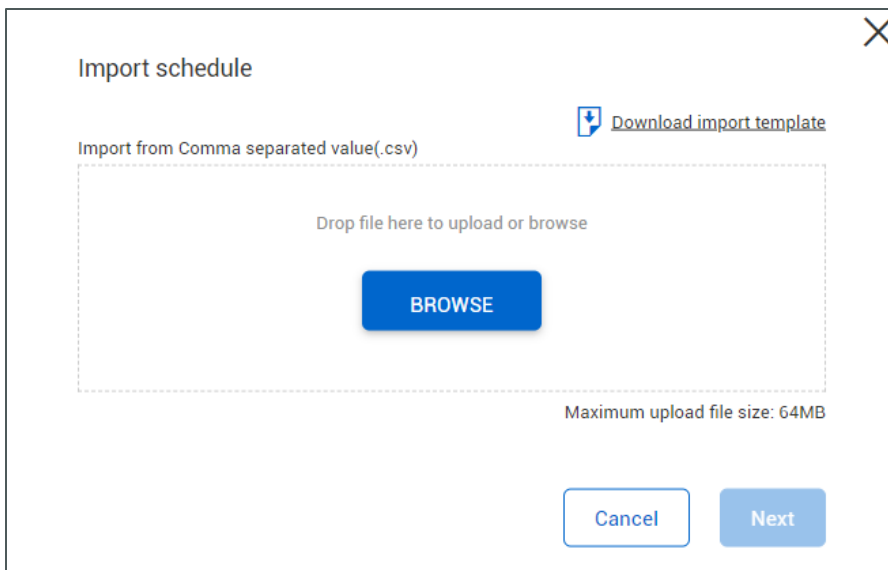 Import schedule
Download import template
Import from Comma separated value(.csv)
Drop file here to upload or browse
BROWSE
Maximum upload file size: 64MB
Cancel
Next